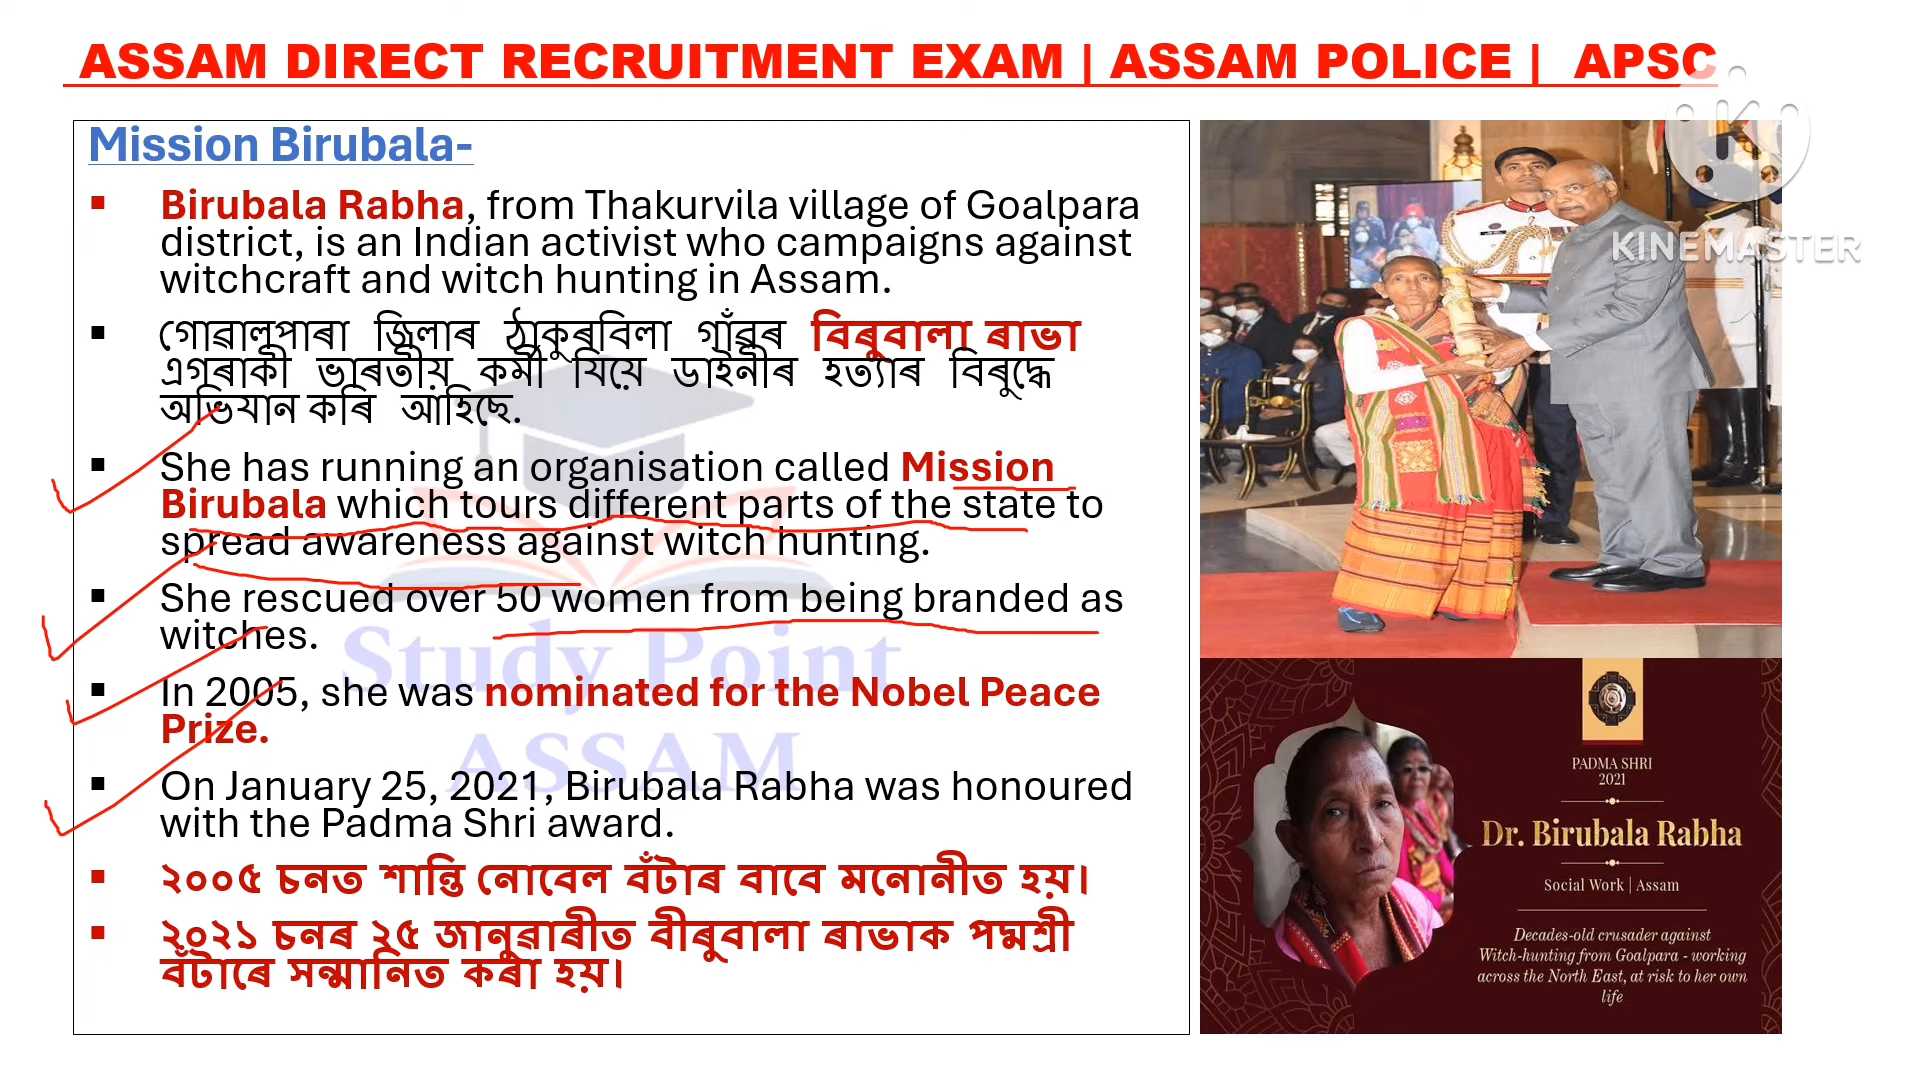 ASSAM DIRECT RECRUITMENT EXAM | ASSAM POLICE | APSC
Mission Birubala-
▪ Birubala Rabha, from Thakurvila village of Goalpara
district, is an Indian activist who campaigns against
witchcraft and witch hunting in Assam.
▪ গোৱালপাৰা জিলাৰ ঠাকুৰবিলা গাঁৱৰ বিৰুবালা ৰাভা
এগৰাকী ভাৰতীয় কৰ্মী যিয়ে ডাইনীৰ হত্যাৰ বিৰুদ্ধে
অভিযান কৰি আহিছে.
▪ She has running an organisation called Mission
Birubala which tours different parts of the state to
spread awareness against witch hunting.
▪ She rescued over 50 women from being branded as
witches.
▪ In 2005, she was nominated for the Nobel Peace
Prize.
▪ On January 25, 2021, Birubala Rabha was honoured
with the Padma Shri award.
▪ ২০০৫ চনত শান্তি নোবেল বঁটাৰ বাবে মনোনীত হয়।
▪ ২০২১ চনৰ ২৫ জানুৱাৰীত বীৰুবালা ৰাভাক পদ্মশ্ৰী
বঁটাৰে সন্মানিত কৰা হয়।
Study Point
ASSAM
KINEMASTER
PADMA SHRI
2021
Dr. Birubala Rabha
Social Work | Assam
Decades-old crusader against
Witch-hunting from Goalpara - working
across the North East, at risk to her own
life